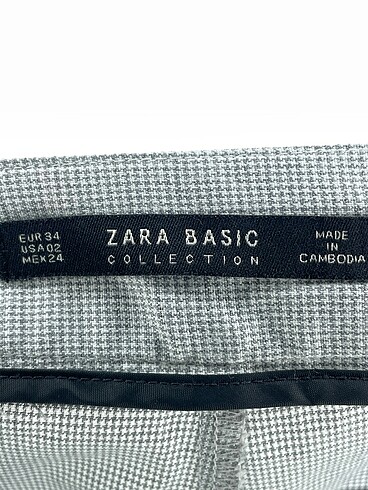 EUR 34
USA 02
MEX 24
ZARA BASIC
COLLECTION
MADE
IN
CAMBODIA